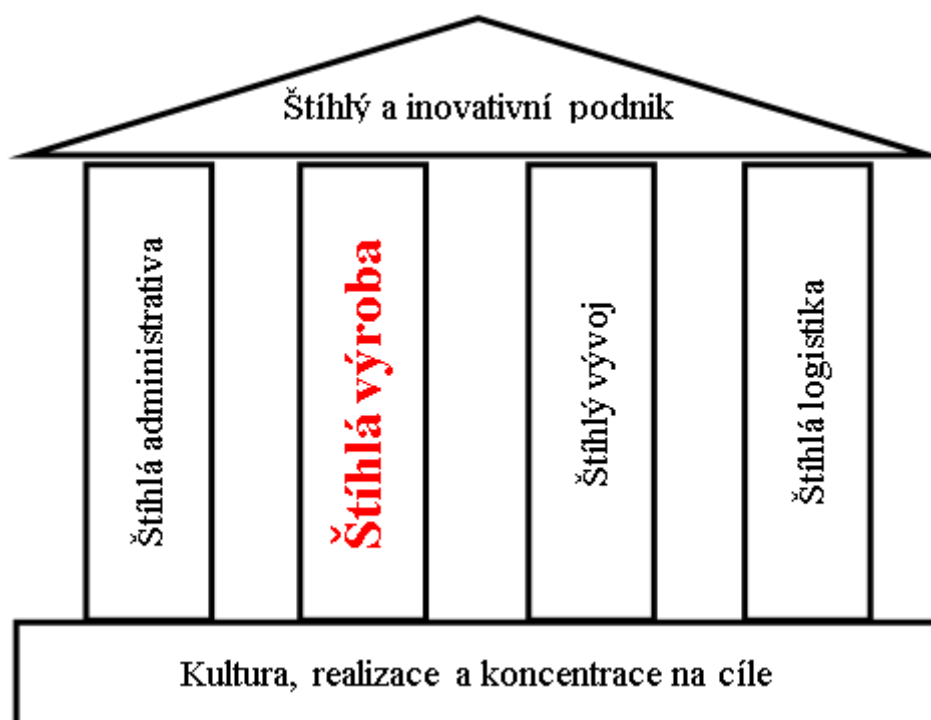 Štíhlý a inovativní podnik
Štíhlá administrativa
Štíhlá výroba
Štíhlý vývoj
Štíhlá logistika
Kultura, realizace a koncentrace na cíle